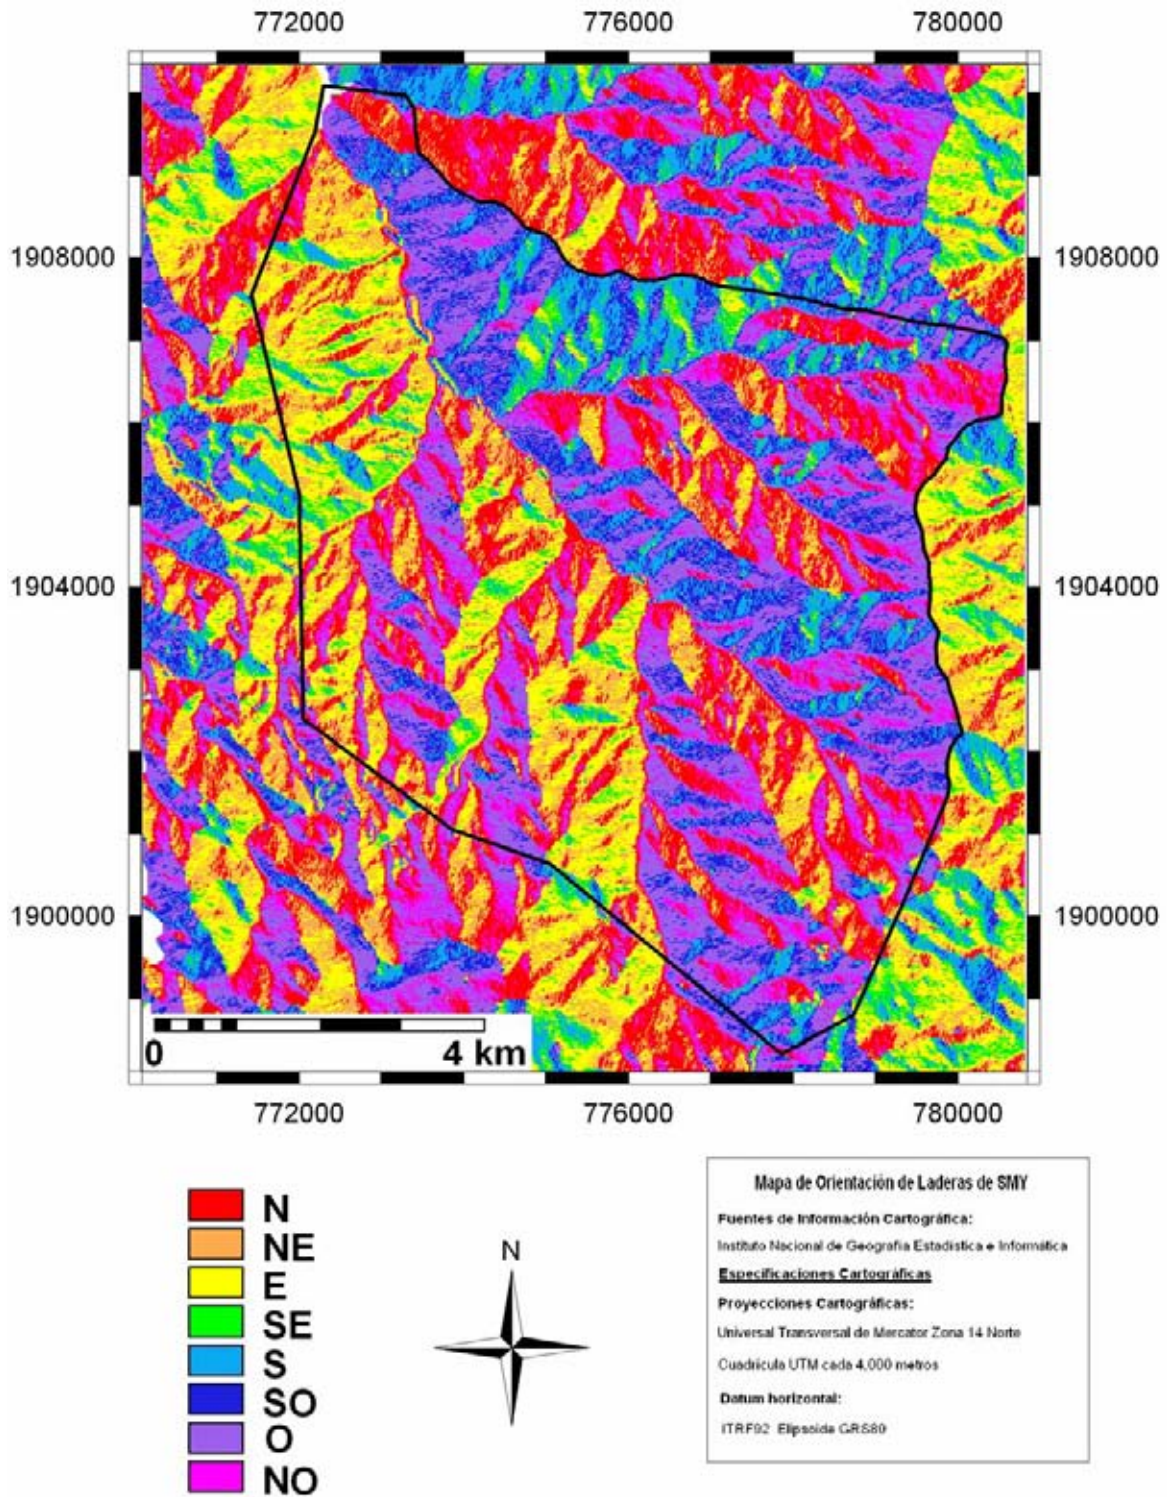 772000 776000 780000
1908000 1908000
1904000 1904000
1900000 1900000
0 4 km
772000 776000 780000
N
NE
E
SE
S
SO
O
NO
N
Mapa de Orientación de Laderas de SMY
Fuentes de Información Cartográfica:
Instituto Nacional de Geografia Estadística e Informática
Especificaciones Cartográficas
Proyecciones Cartográficas:
Universal Transversal de Mercator Zona 14 Norte
Cuadrícula UTM cada 4,000 metros
Datum horizontal:
ITRF92 Elipsoide GRS80